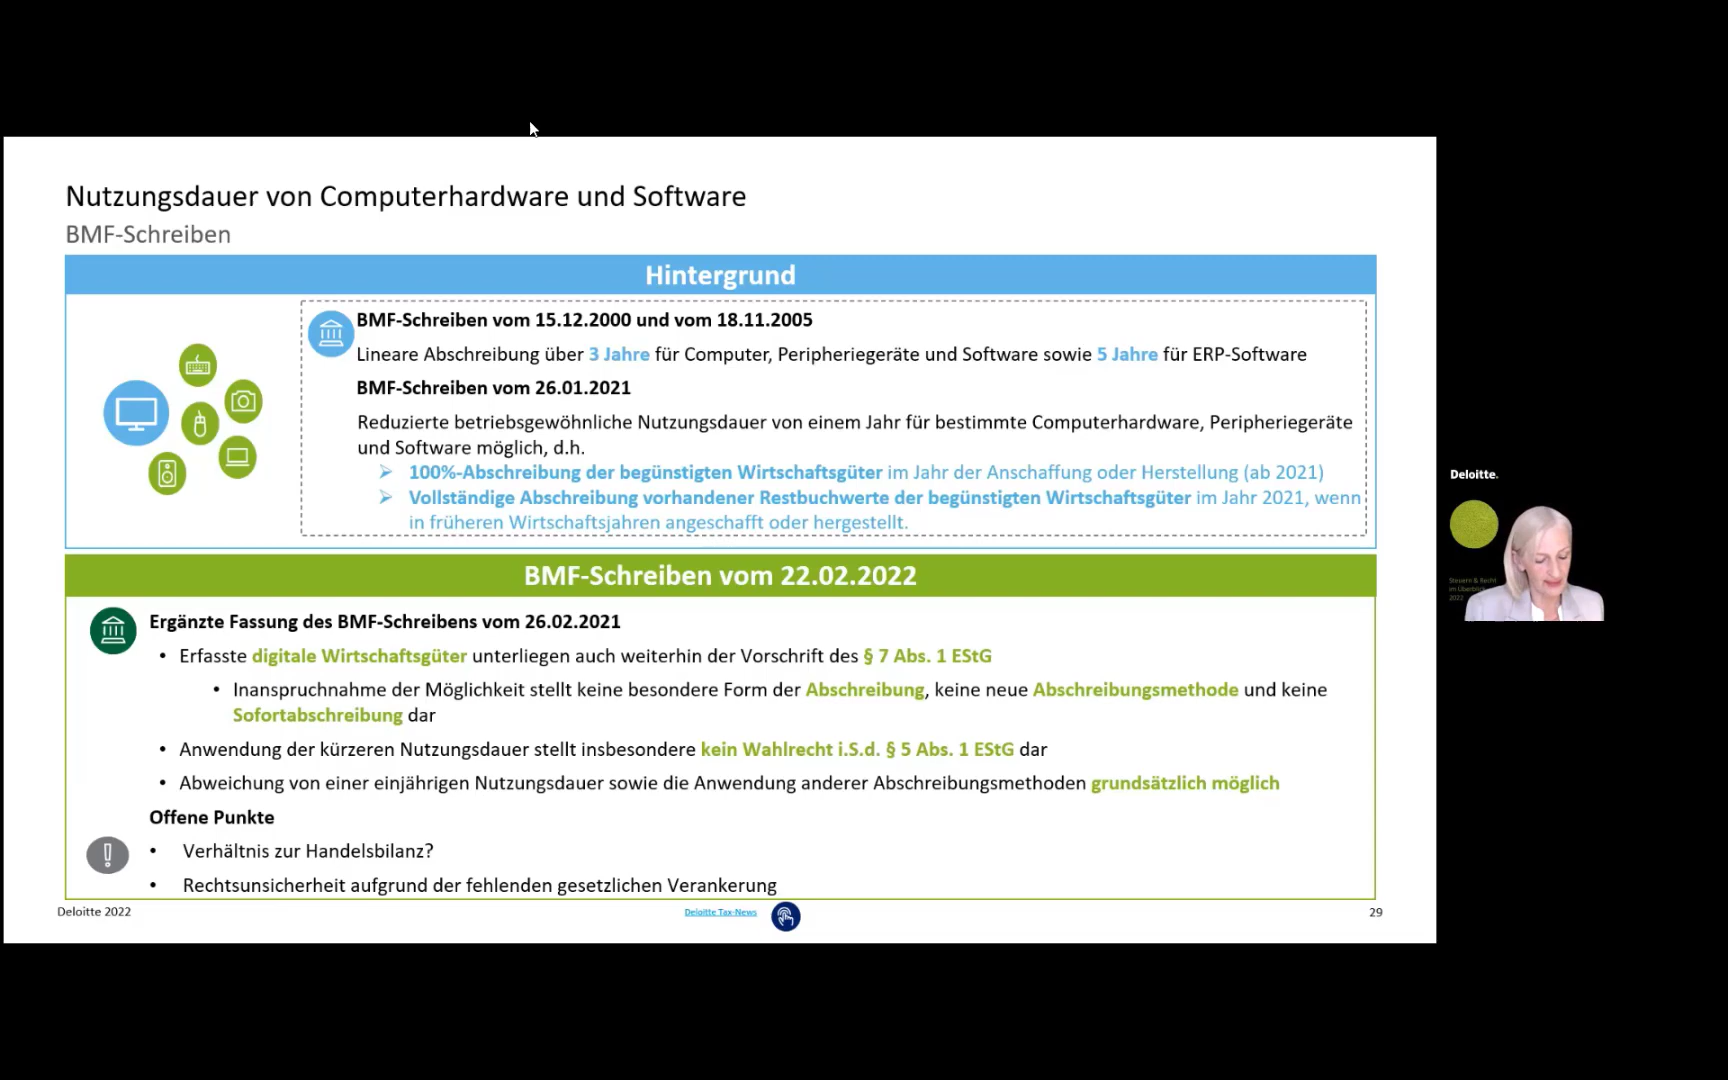 Nutzungsdauer von Computerhardware und Software
BMF-Schreiben
Hintergrund
BMF-Schreiben vom 15.12.2000 und vom 18.11.2005
Lineare Abschreibung über 3 Jahre für Computer, Peripheriegeräte und Software sowie 5 Jahre für ERP-Software
BMF-Schreiben vom 26.01.2021
Reduzierte betriebsgewöhnliche Nutzungsdauer von einem Jahr für bestimmte Computerhardware, Peripheriegeräte
und Software möglich, d.h.
➢ 100%-Abschreibung der begünstigten Wirtschaftsgüter im Jahr der Anschaffung oder Herstellung (ab 2021)
➢ Vollständige Abschreibung vorhandener Restbuchwerte der begünstigten Wirtschaftsgüter im Jahr 2021, wenn
in früheren Wirtschaftsjahren angeschafft oder hergestellt.
BMF-Schreiben vom 22.02.2022
Ergänzte Fassung des BMF-Schreibens vom 26.02.2021
• Erfasste digitale Wirtschaftsgüter unterliegen auch weiterhin der Vorschrift des § 7 Abs. 1 EStG
• Inanspruchnahme der Möglichkeit stellt keine besondere Form der Abschreibung, keine neue Abschreibungsmethode und keine
Sofortabschreibung dar
• Anwendung der kürzeren Nutzungsdauer stellt insbesondere kein Wahlrecht i.S.d. § 5 Abs. 1 EStG dar
• Abweichung von einer einjährigen Nutzungsdauer sowie die Anwendung anderer Abschreibungsmethoden grundsätzlich möglich
Offene Punkte
• Verhältnis zur Handelsbilanz?
• Rechtsunsicherheit aufgrund der fehlenden gesetzlichen Verankerung
Deloitte 2022
Deloitte Tax-News
29
Deloitte.
Steuern & Recht
im Überblick
2022